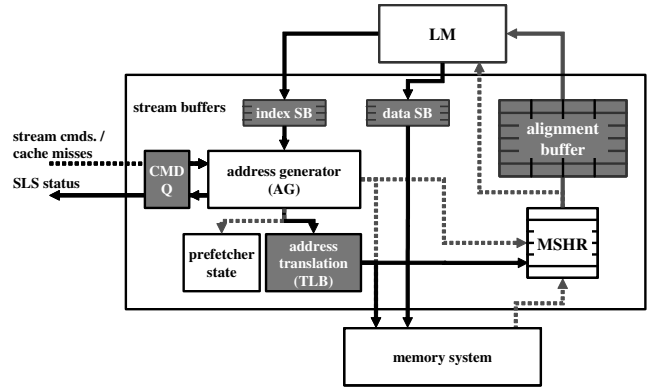 LM
stream buffers
index SB
data SB
alignment
buffer
stream cmds. /
cache misses
CMD
Q
address generator
(AG)
SLS status
prefetcher
state
address
translation
(TLB)
MSHR
memory system